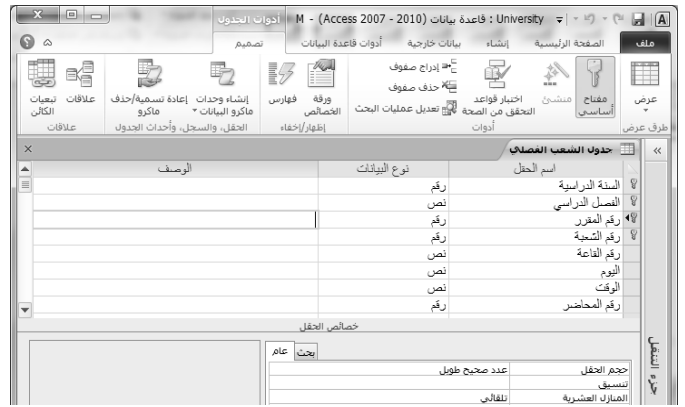 University : قاعدة بيانات (Access 2007 - 2010) - M
أدوات الجدول
ملف
الصفحة الرئيسية
إنشاء
بيانات خارجية
أدوات قاعدة البيانات
تصميم
عرض
مفتاح أساسي
منشئ
اختبار قواعد التحقق من الصحة
إدراج صفوف
حذف صفوف
تعديل عمليات البحث
ورقة الخصائص
فهارس
إنشاء وحدات ماكرو البيانات
إعادة تسمية/حذف ماكرو
علاقات
تبعيات الكائن
طرق عرض
أدوات
إظهار/إخفاء
الحقل، والسجل، وأحداث الجدول
علاقات
جدول الشعب الفصلي
اسم الحقل
نوع البيانات
الوصف
السنة الدراسية
رقم
الفصل الدراسي
نص
رقم المقرر
رقم
رقم الشعبة
رقم
رقم القاعة
نص
اليوم
نص
الوقت
نص
رقم المحاضر
رقم
خصائص الحقل
عام
بحث
حجم الحقل
عدد صحيح طويل
تنسيق
المنازل العشرية
تلقائي
جزء التنقل